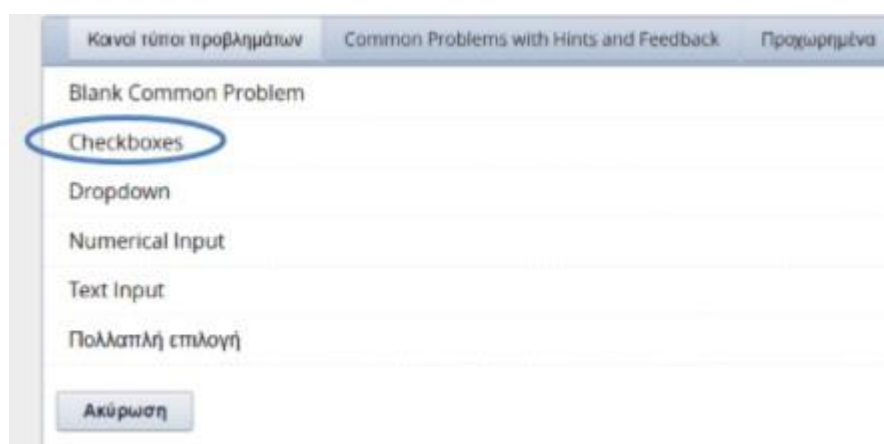 Κοινοί τύποι προβλημάτων Common Problems with Hints and Feedback Προχωρημένα
Blank Common Problem
Checkboxes
Dropdown
Numerical Input
Text Input
Πολλαπλή επιλογή
Ακύρωση